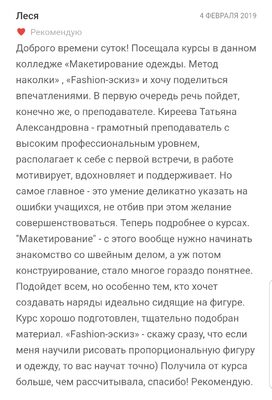 Леся
4 ФЕВРАЛЯ 2019
Рекомендую
Доброго времени суток! Посещала курсы в данном
колледже «Макетирование одежды. Метод
наколки» , «Fashion-эскиз» и хочу поделиться
впечатлениями. В первую очередь речь пойдет,
конечно же, о преподавателе. Киреева Татьяна
Александровна - грамотный преподаватель с
высоким профессиональным уровнем,
располагает к себе с первой встречи, в работе
мотивирует, вдохновляет и поддерживает. Но
самое главное - это умение деликатно указать на
ошибки учащихся, не отбив при этом желание
совершенствоваться. Теперь подробнее о курсах.
"Макетирование" - с этого вообще нужно начинать
знакомство со швейным делом, а уж потом
конструирование, стало многое гораздо понятнее.
Подойдет всем, но особенно тем, кто хочет
создавать наряды идеально сидящие на фигуре.
Курс хорошо подготовлен, тщательно подобран
материал. «Fashion-эскиз» - скажу сразу, что если
меня научили рисовать пропорциональную фигуру
и одежду, то вас научат точно) Получила от курса
больше, чем рассчитывала, спасибо! Рекомендую.